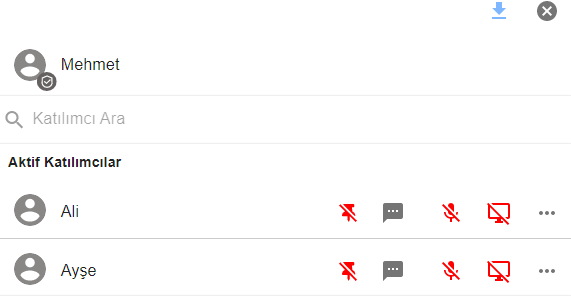 Mehmet
Katılımcı Ara
Aktif Katılımcılar
Ali
Ayşe